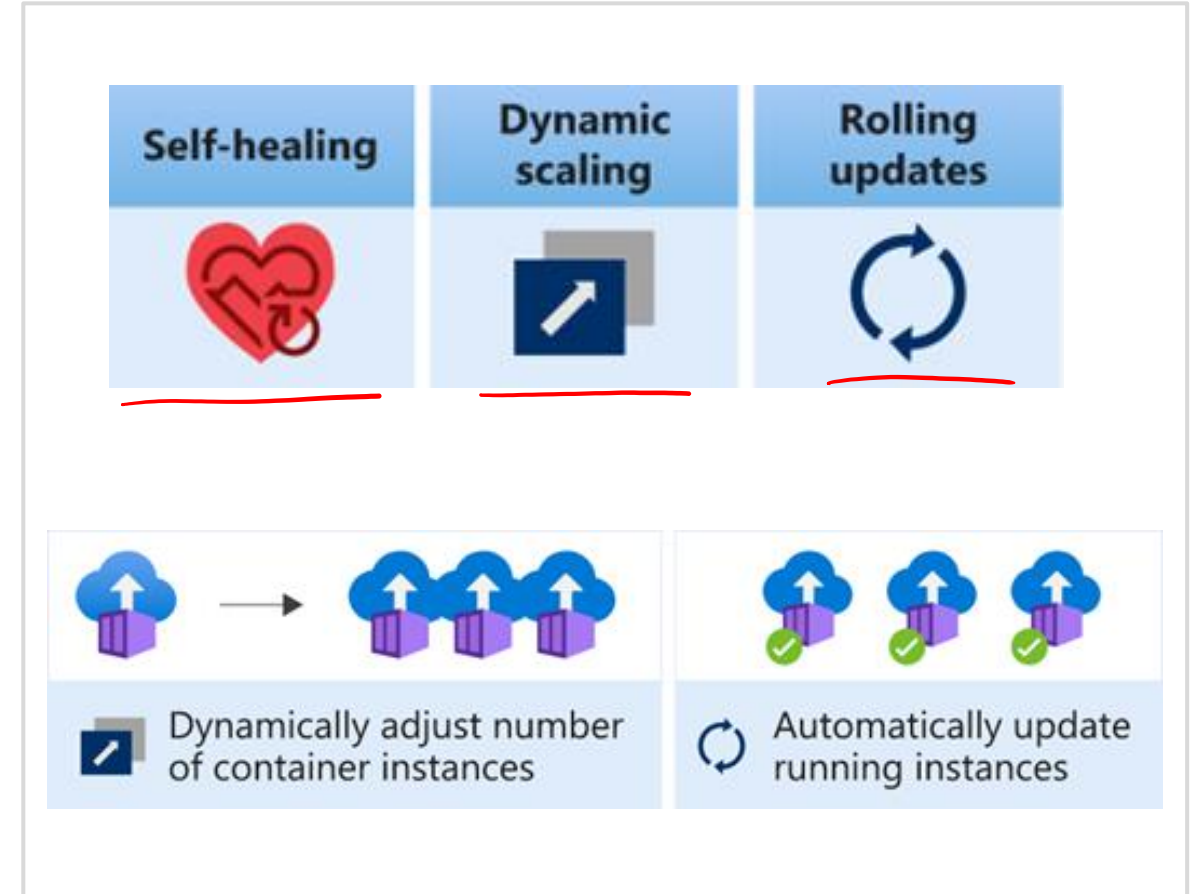 Self-healing
Dynamic
scaling
Rolling
updates
Dynamically adjust number
of container instances
Automatically update
running instances